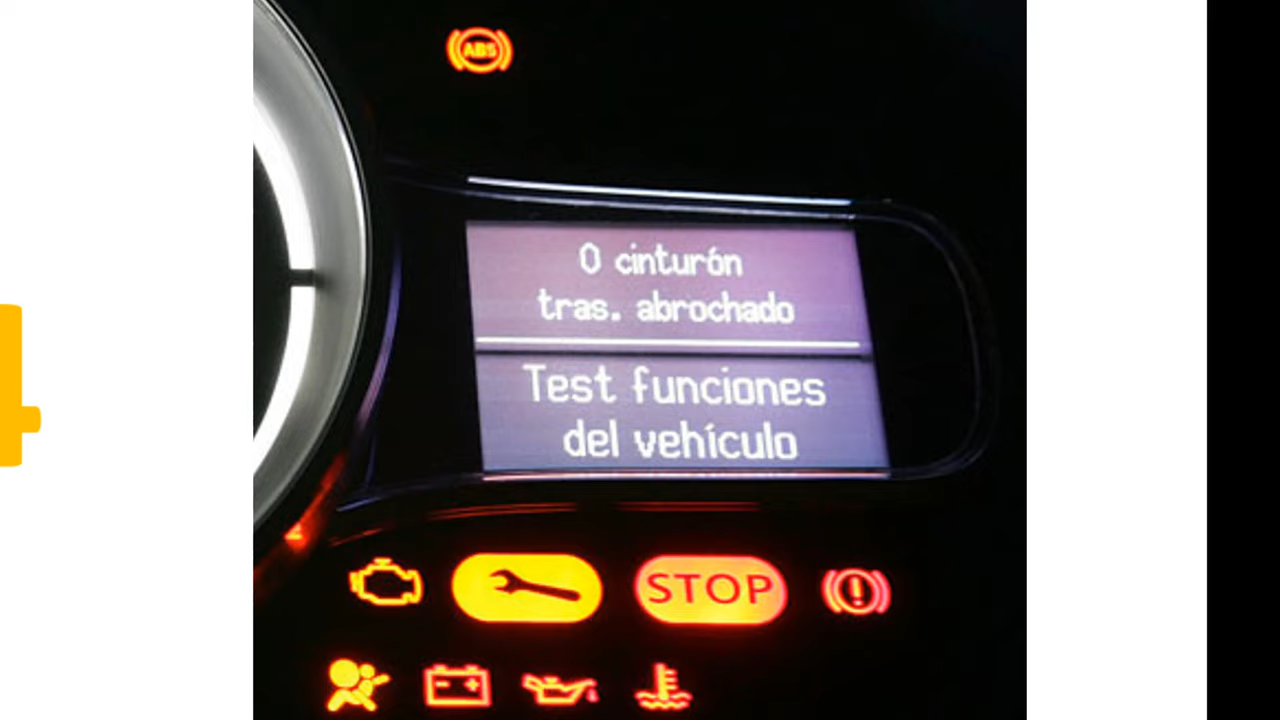 ABS
0 cinturón
tras. abrochado
Test funciones
del vehículo
STOP